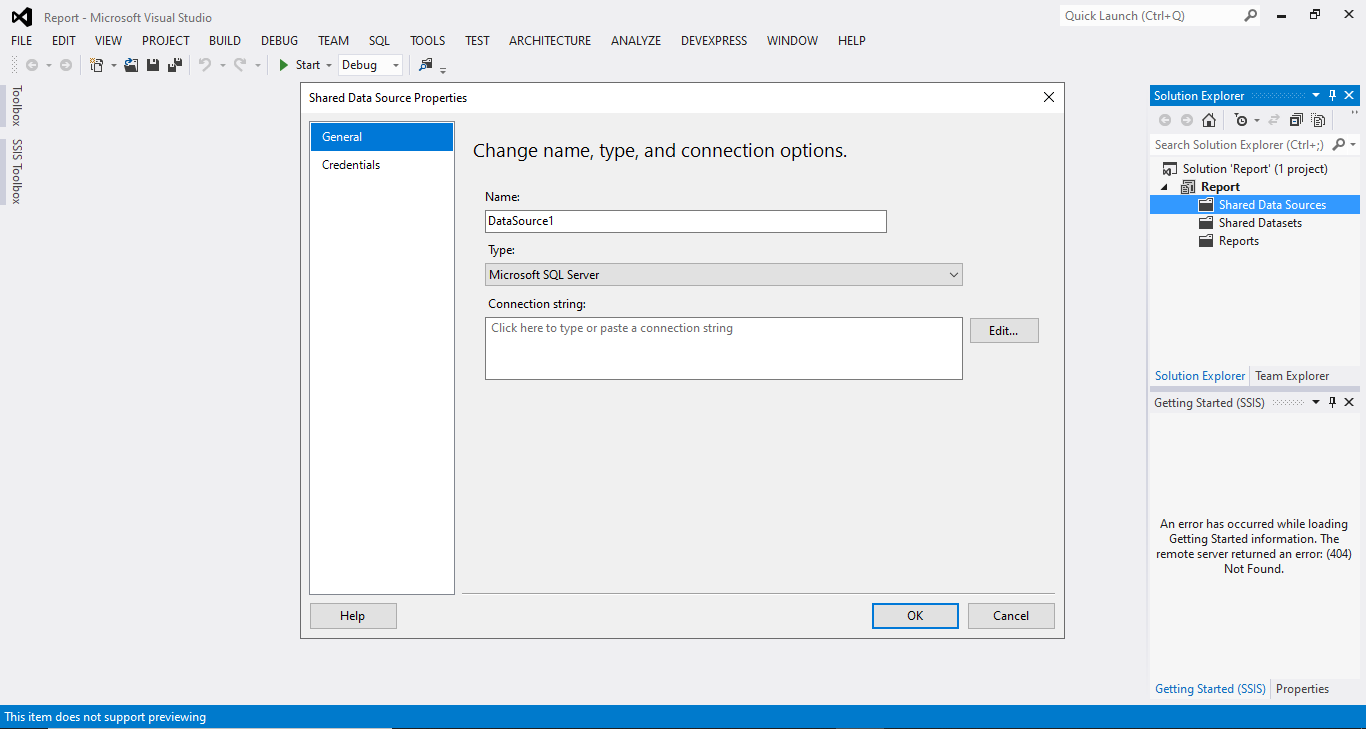 Report - Microsoft Visual Studio
Quick Launch (Ctrl+Q)
FILE EDIT VIEW PROJECT BUILD DEBUG TEAM SQL TOOLS TEST ARCHITECTURE ANALYZE DEVEXPRESS WINDOW HELP
Start Debug
Toolbox
SSIS Toolbox
Shared Data Source Properties
General
Credentials
Change name, type, and connection options.
Name:
DataSource1
Type:
Microsoft SQL Server
Connection string:
Click here to type or paste a connection string
Edit...
Help
OK
Cancel
Solution Explorer
Search Solution Explorer (Ctrl+;)
Solution 'Report' (1 project)
Report
Shared Data Sources
Shared Datasets
Reports
Solution Explorer Team Explorer
Getting Started (SSIS)
An error has occurred while loading
Getting Started information. The
remote server returned an error: (404)
Not Found.
Getting Started (SSIS) Properties
This item does not support previewing